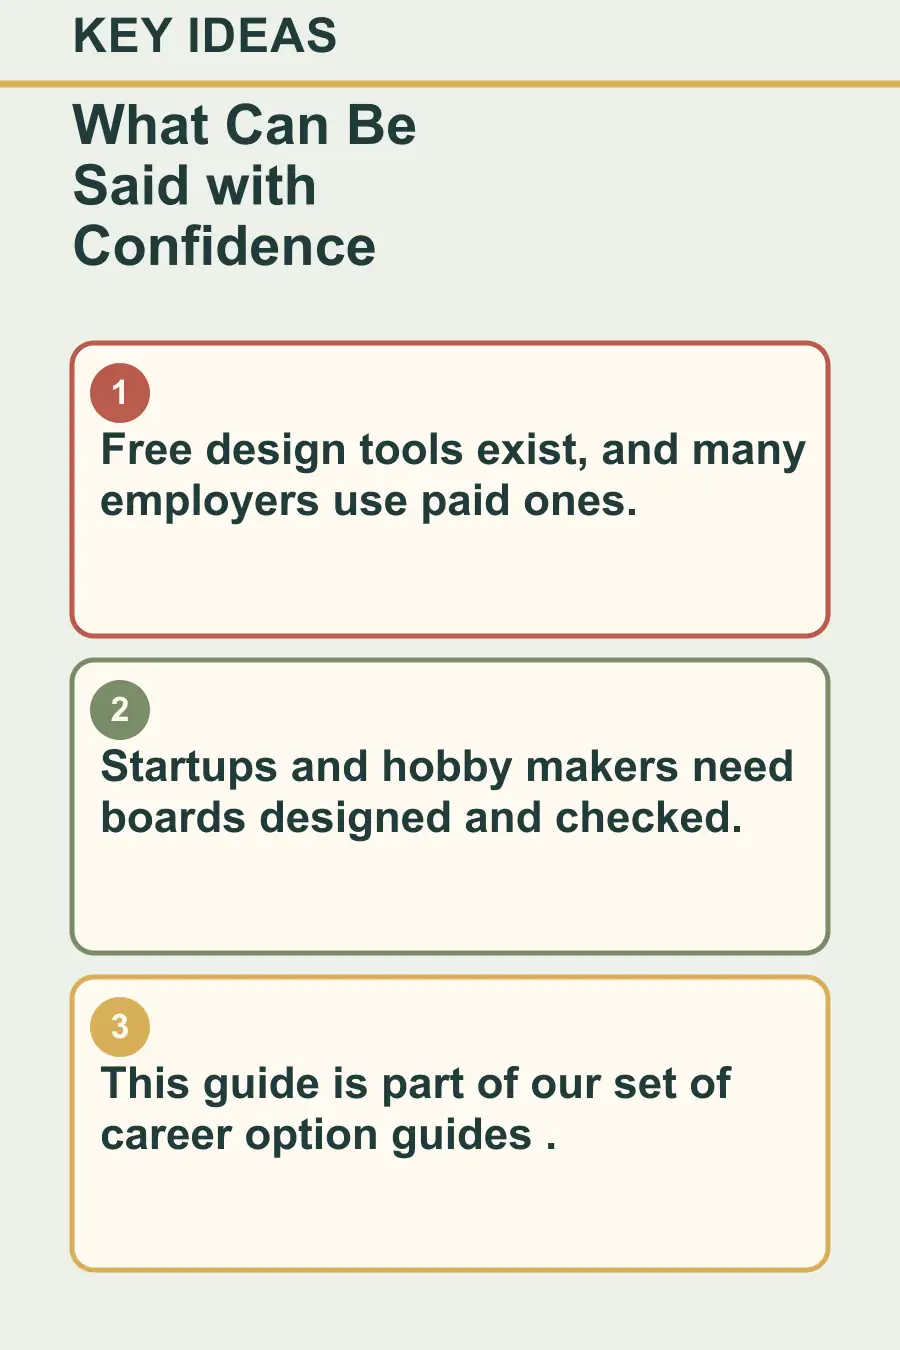 KEY IDEAS
What Can Be
Said with
Confidence
1
Free design tools exist, and many
employers use paid ones.
2
Startups and hobby makers need
boards designed and checked.
3
This guide is part of our set of
career option guides .